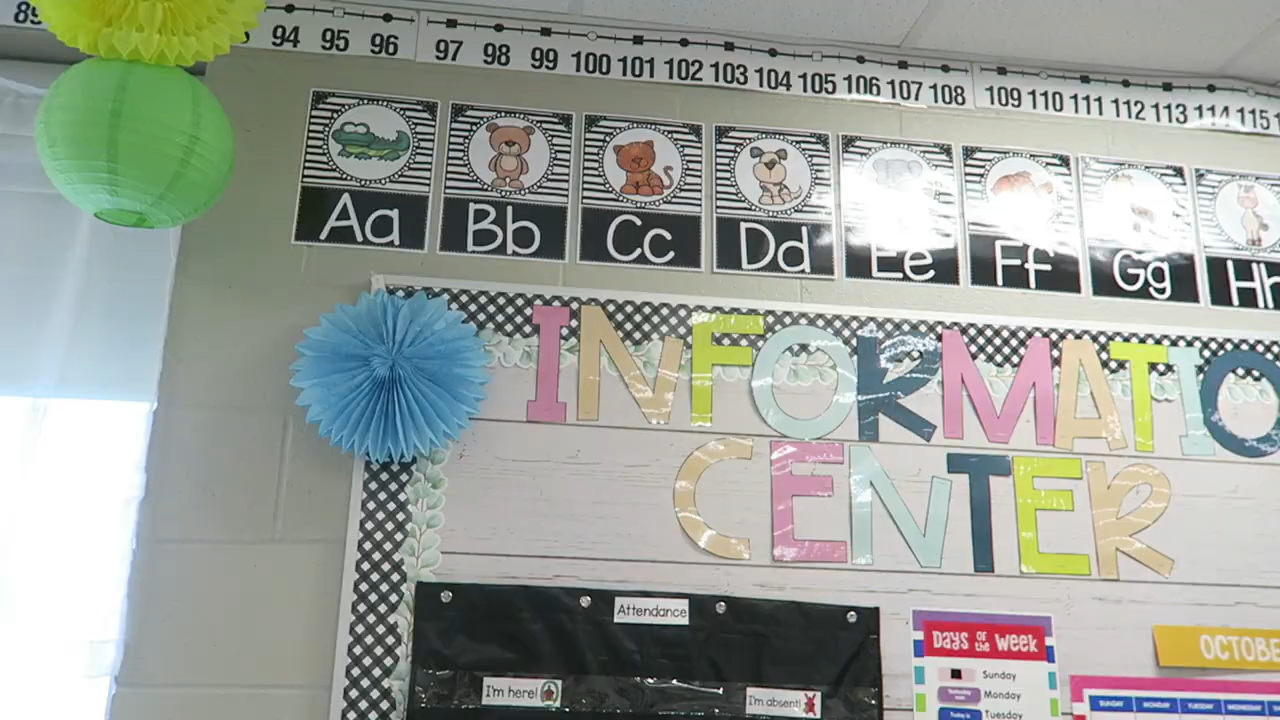 89 94 95 96 97 98 99 100 101 102 103 104 105 106 107 108 109 110 111 112 113 114 115
Aa Bb Cc Dd Ee Ff Gg Hh
INFORMATIO
CENTER
Attendance
I'm here! I'm absent!
DAYS OF the WEEK
Sunday
Monday
Tuesday
OCTOBE
SUNDAY MONDAY TUESDAY WEDNESDAY